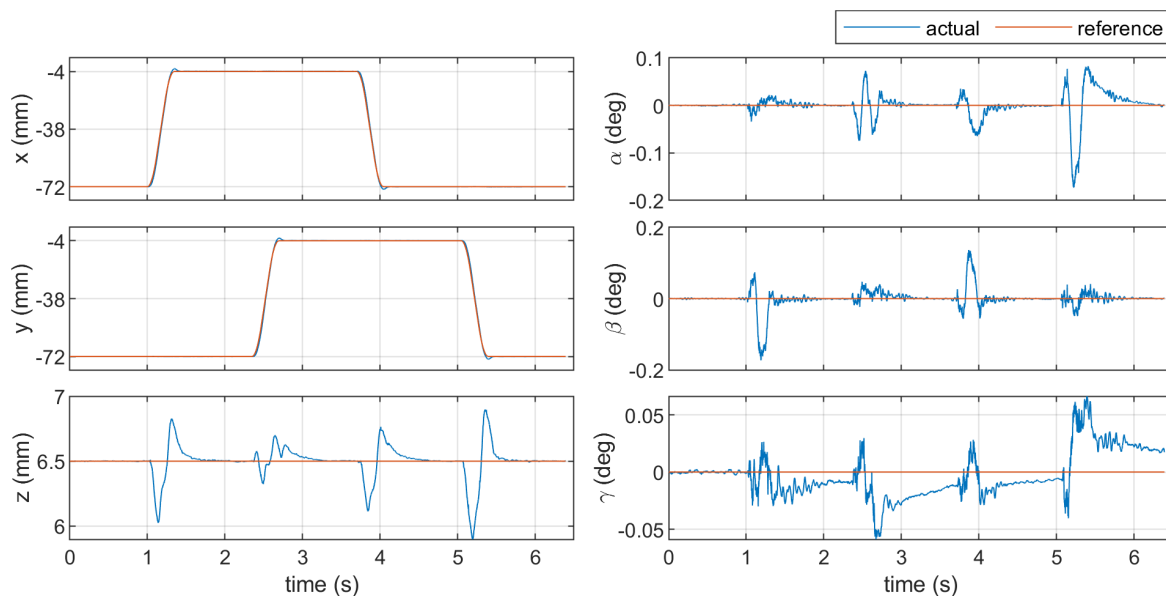 actual reference
-4
-38
-72
x (mm)
0.1
0
-0.1
-0.2
α (deg)
-4
-38
-72
y (mm)
0.2
0
-0.2
β (deg)
7
6.5
6
z (mm)
0 1 2 3 4 5 6
time (s)
0.05
0
-0.05
γ (deg)
0 1 2 3 4 5 6
time (s)